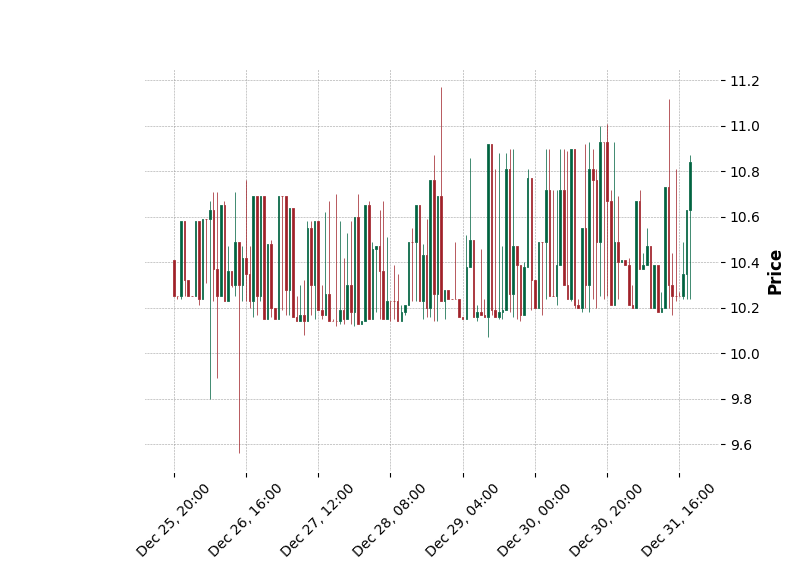 11.2
11.0
10.8
10.6
10.4
10.2
10.0
9.8
9.6
Price
Dec 25, 20:00
Dec 26, 16:00
Dec 27, 12:00
Dec 28, 08:00
Dec 29, 04:00
Dec 30, 00:00
Dec 30, 20:00
Dec 31, 16:00